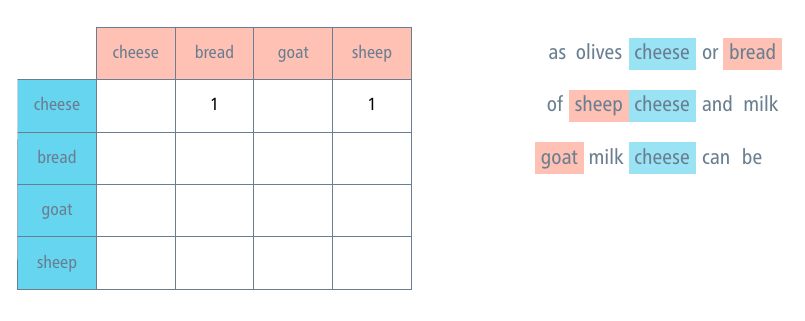 cheese bread goat sheep
cheese 1 1
bread
goat
sheep
as olives cheese or bread
of sheep cheese and milk
goat milk cheese can be